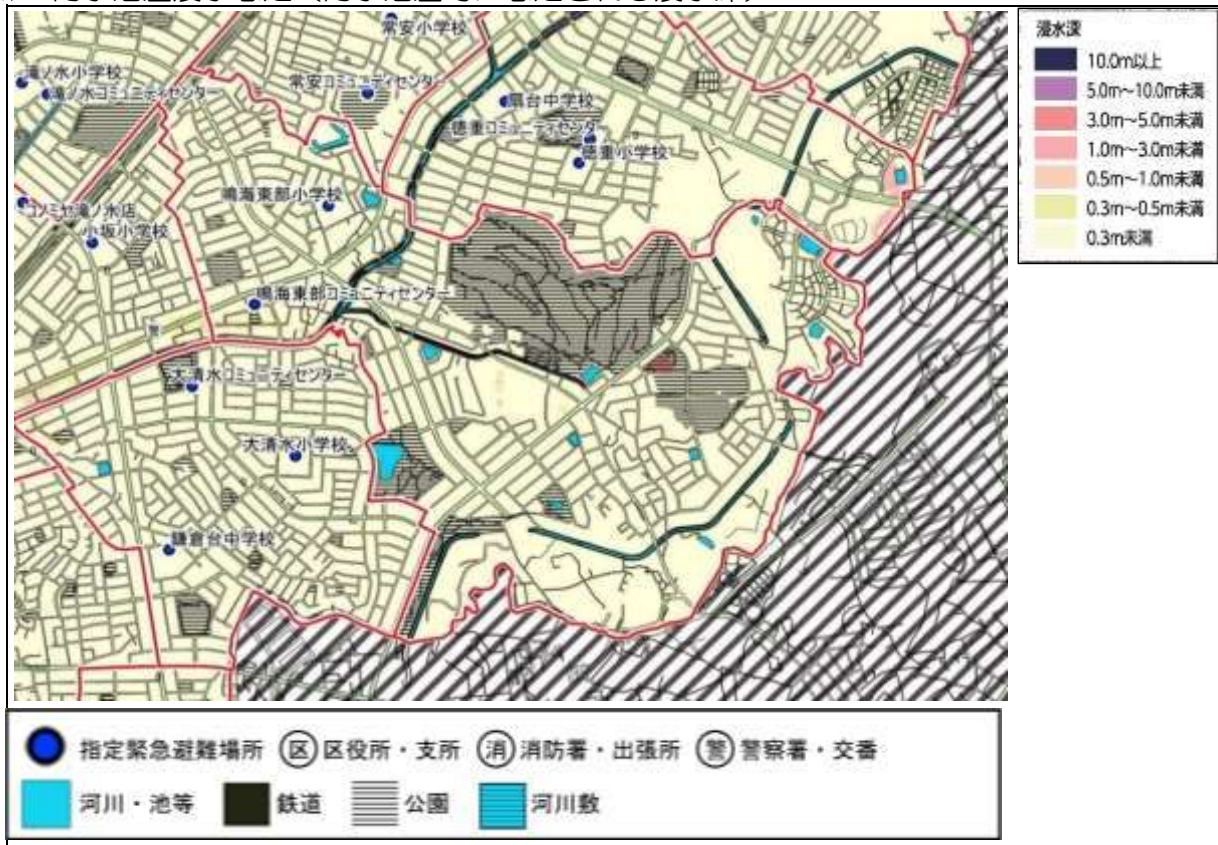 常安小学校
滝ノ水小学校
滝ノ水コミュニティセンター
常安コミュニティセンター
扇台中学校
徳重コミュニティセンター
徳重小学校
鳴海東部小学校
コノミヤ滝ノ水店
小坂小学校
鳴海東部コミュニティセンター
警
大清水コミュニティセンター
大清水小学校
鎌倉台中学校
浸水深
10.0m以上
5.0m～10.0m未満
3.0m～5.0m未満
1.0m～3.0m未満
0.5m～1.0m未満
0.3m～0.5m未満
0.3m未満
指定緊急避難場所 区 区役所・支所 消 消防署・出張所 警 警察署・交番
河川・池等 鉄道 公園 河川敷